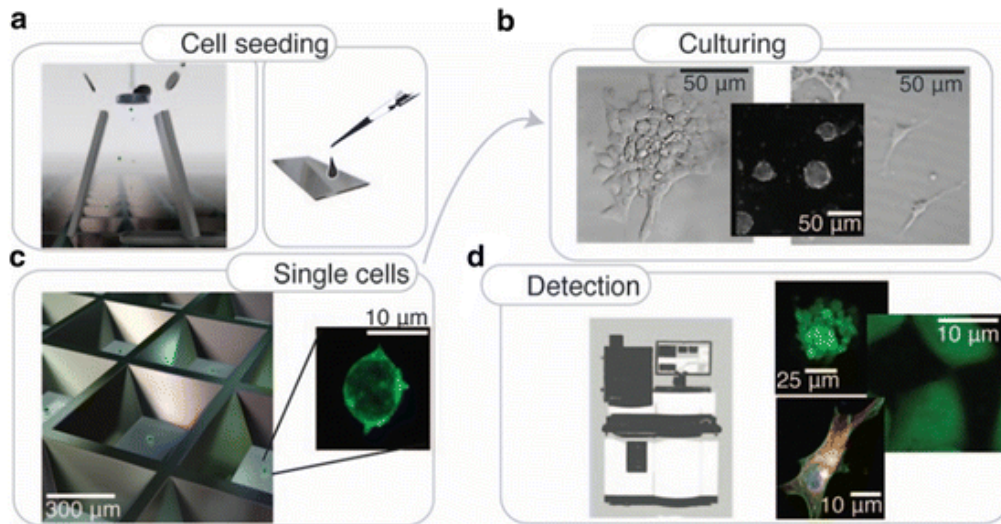 a
Cell seeding
b
Culturing
50 µm
50 µm
50 µm
c
Single cells
10 µm
300 µm
d
Detection
25 µm
10 µm
10 µm